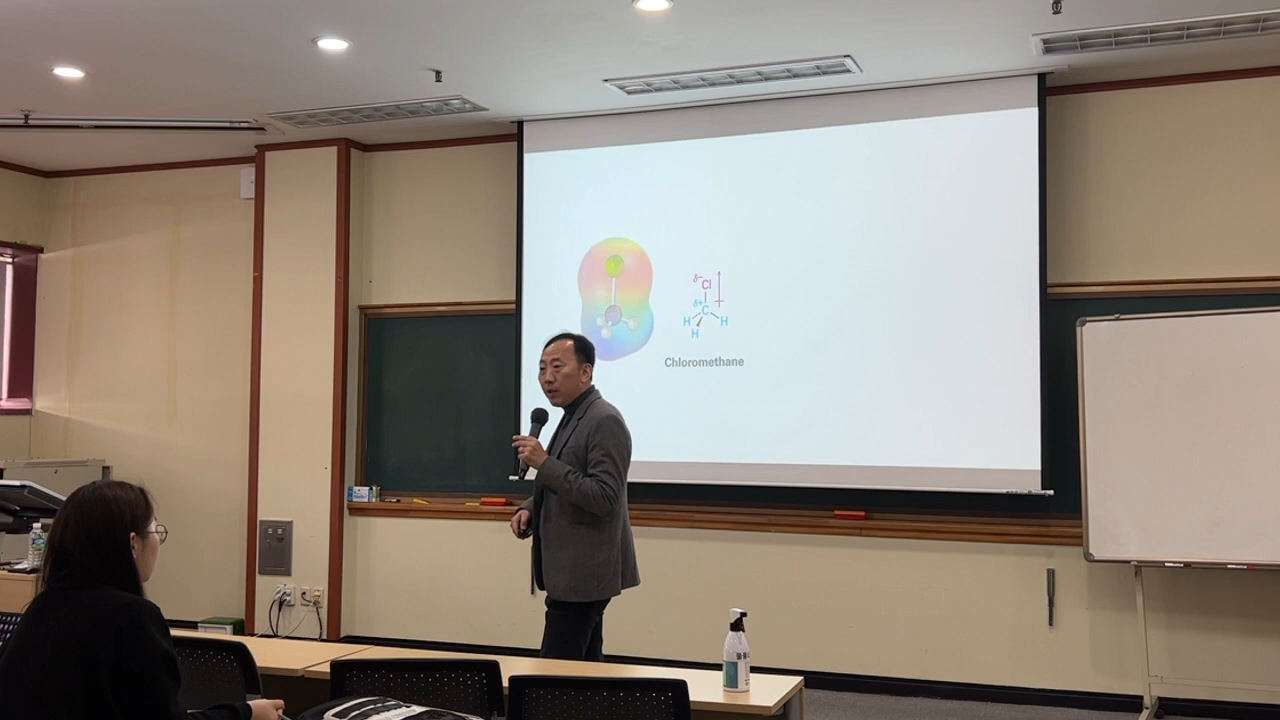 δ−
Cl
δ+
C
H H
H
Chloromethane